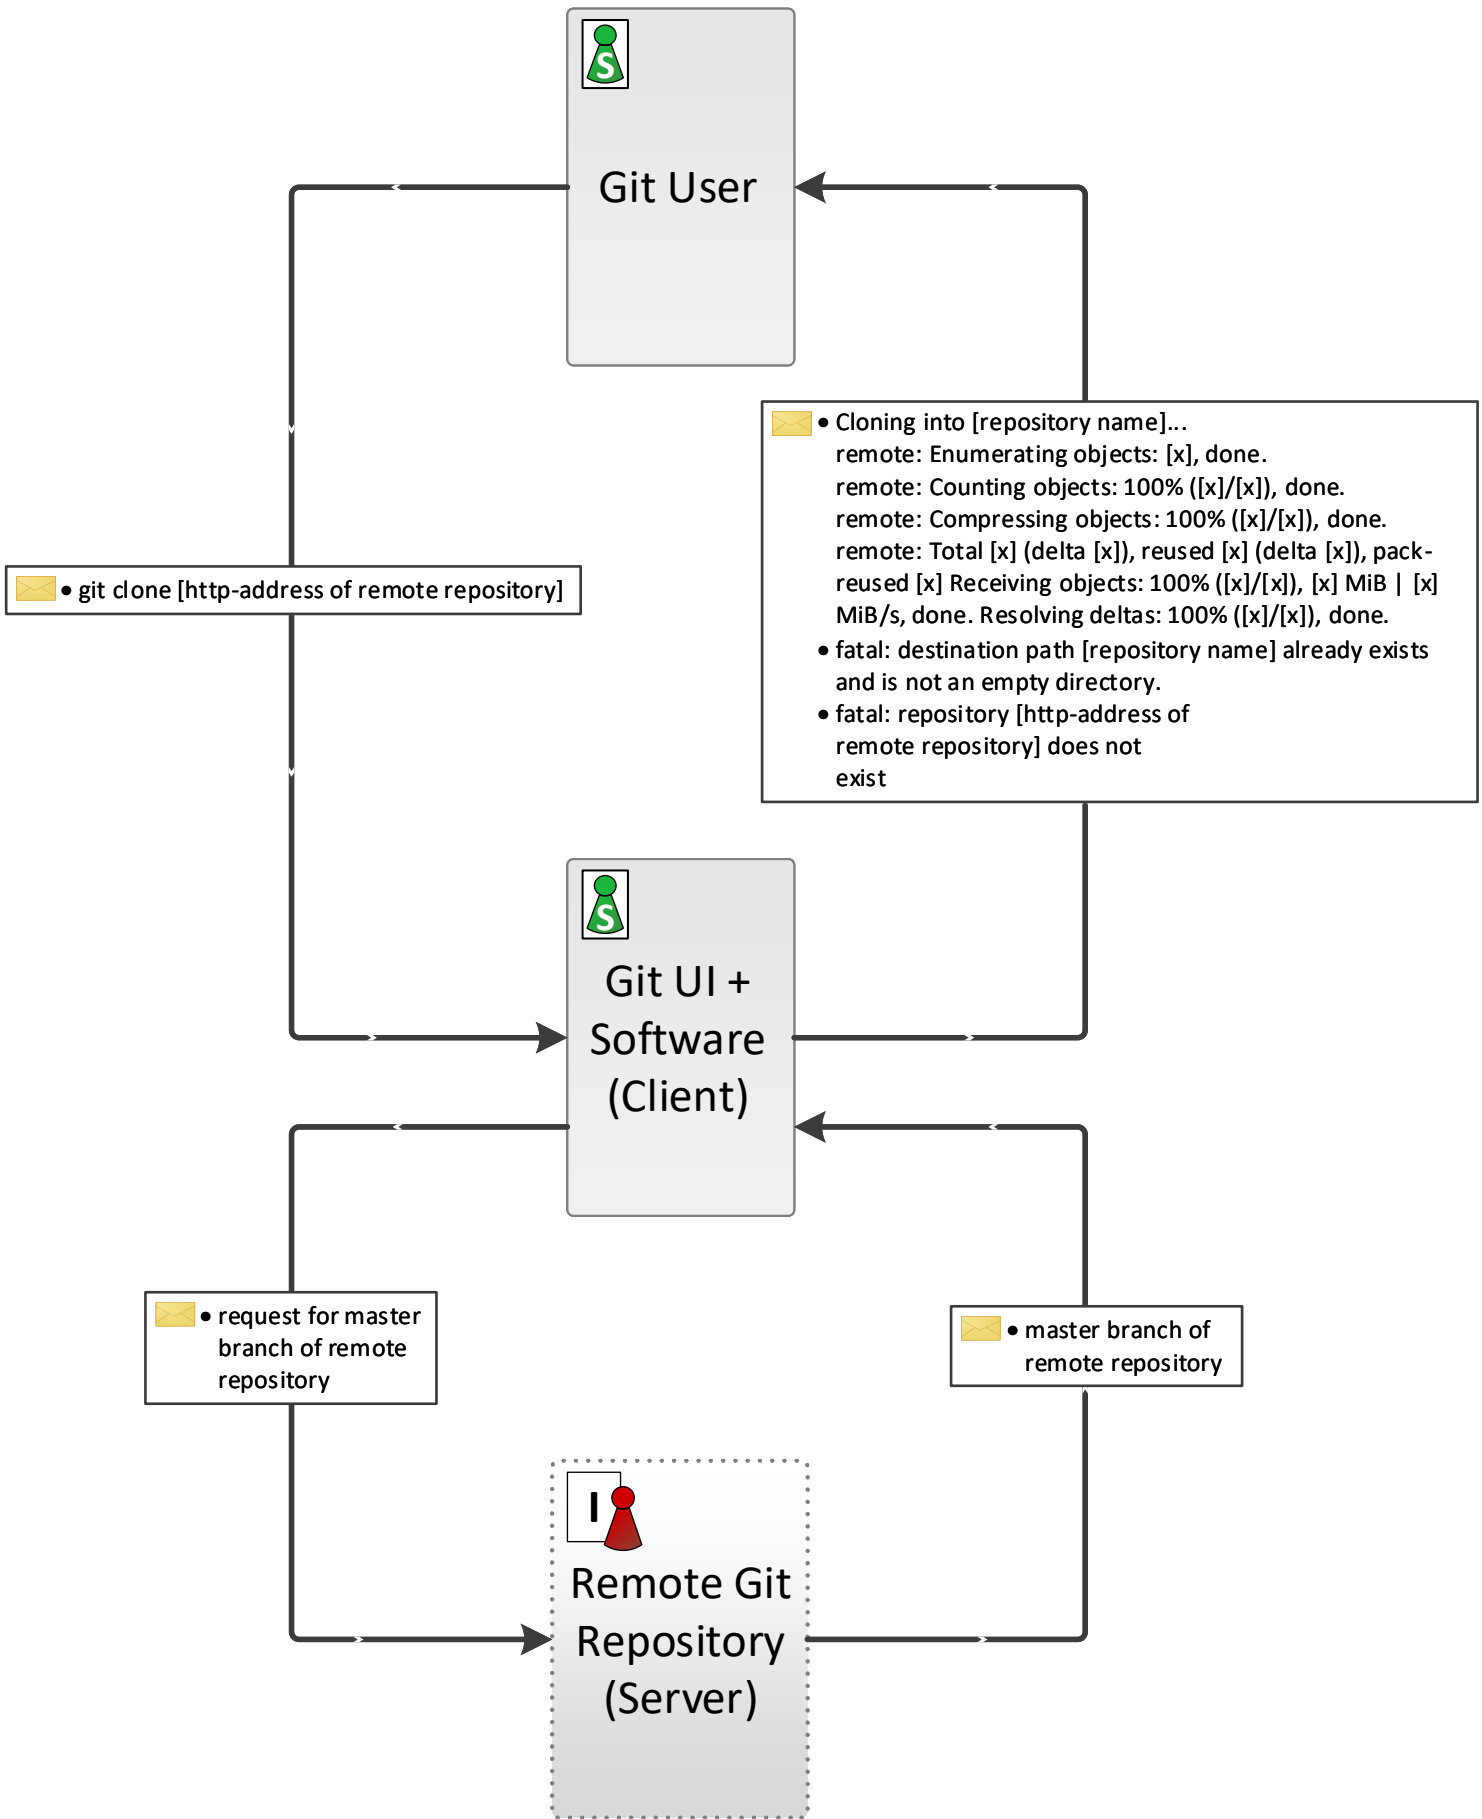 S
Git User
• Cloning into [repository name]...
remote: Enumerating objects: [x], done.
remote: Counting objects: 100% ([x]/[x]), done.
remote: Compressing objects: 100% ([x]/[x]), done.
remote: Total [x] (delta [x]), reused [x] (delta [x]), pack-
reused [x] Receiving objects: 100% ([x]/[x]), [x] MiB | [x]
MiB/s, done. Resolving deltas: 100% ([x]/[x]), done.
• fatal: destination path [repository name] already exists
and is not an empty directory.
• fatal: repository [http-address of
remote repository] does not
exist
• git clone [http-address of remote repository]
S
Git UI +
Software
(Client)
• request for master
branch of remote
repository
• master branch of
remote repository
I
Remote Git
Repository
(Server)